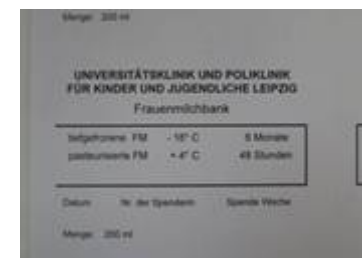 Menge: 200 ml
UNIVERSITÄTSKLINIK UND POLIKLINIK
FÜR KINDER UND JUGENDLICHE LEIPZIG
Frauenmilchbank
tiefgefrorene FM - 18° C 6 Monate
pasteurisierte FM + 4° C 48 Stunden
Datum Nr. der Spenderin Spende Woche
Menge: 200 ml